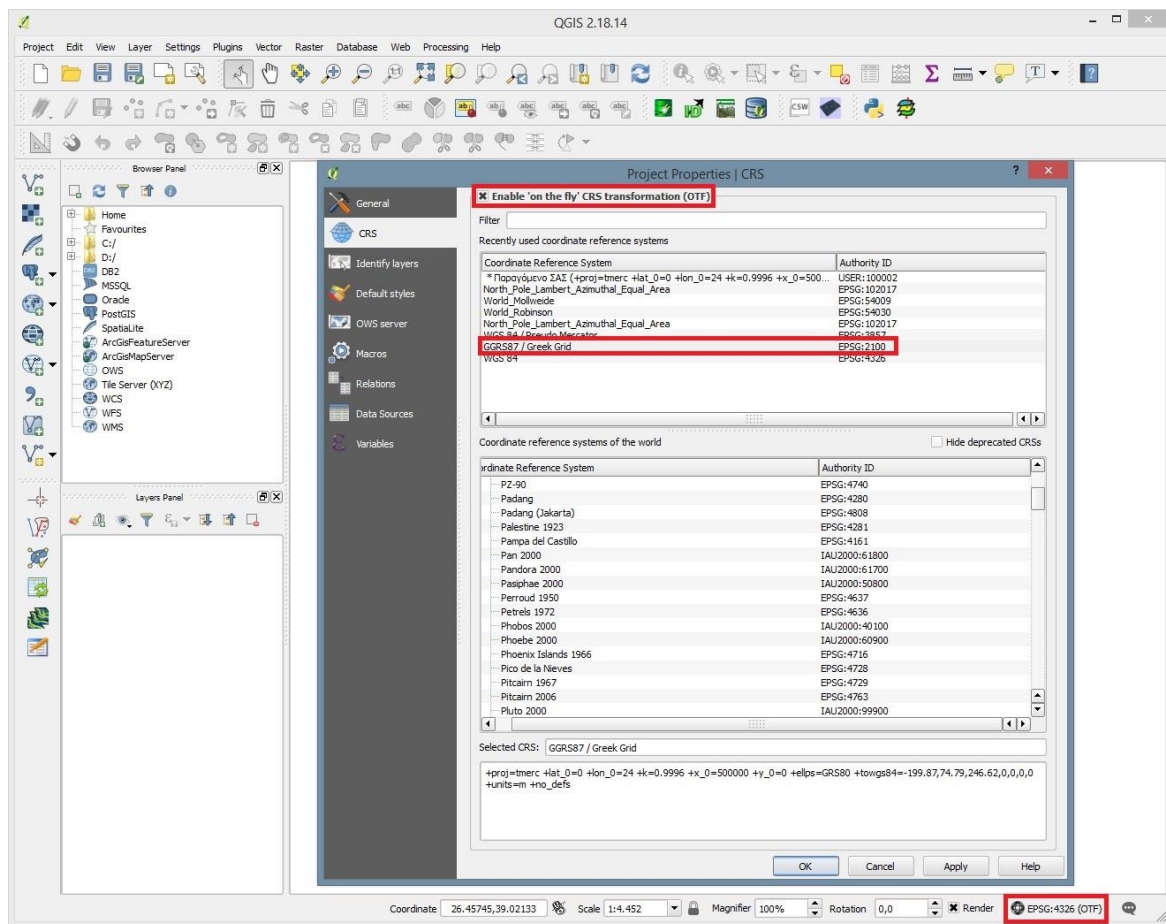 QGIS 2.18.14
Project Edit View Layer Settings Plugins Vector Raster Database Web Processing Help
Browser Panel
Home
Favourites
C:/
D:/
DB2
MSSQL
Oracle
PostGIS
SpatiaLite
ArcGisFeatureServer
ArcGisMapServer
OWS
Tile Server (XYZ)
WCS
WFS
WMS
Layers Panel
Project Properties | CRS
General
CRS
Identify layers
Default styles
OWS server
Macros
Relations
Data Sources
Variables
Enable 'on the fly' CRS transformation (OTF)
Filter
Recently used coordinate reference systems
Coordinate Reference System Authority ID
* Παραγόμενο ΣΑΣ (+proj=tmerc +lat_0=0 +lon_0=24 +k=0.9996 +x_0=500... USER:100002
North_Pole_Lambert_Azimuthal_Equal_Area EPSG:102017
World_Mollweide EPSG:54009
World_Robinson EPSG:54030
North_Pole_Lambert_Azimuthal_Equal_Area EPSG:102017
WGS 84 / Pseudo Mercator EPSG:3857
GGRS87 / Greek Grid EPSG:2100
WGS 84 EPSG:4326
Coordinate reference systems of the world Hide deprecated CRSs
ordinate Reference System Authority ID
PZ-90 EPSG:4740
Padang EPSG:4280
Padang (Jakarta) EPSG:4808
Palestine 1923 EPSG:4281
Pampa del Castillo EPSG:4161
Pan 2000 IAU2000:61800
Pandora 2000 IAU2000:61700
Pasiphae 2000 IAU2000:50800
Perroud 1950 EPSG:4637
Petrels 1972 EPSG:4636
Phobos 2000 IAU2000:40100
Phoebe 2000 IAU2000:60900
Phoenix Islands 1966 EPSG:4716
Pico de la Nieves EPSG:4728
Pitcairn 1967 EPSG:4729
Pitcairn 2006 EPSG:4763
Pluto 2000 IAU2000:99900
Selected CRS: GGRS87 / Greek Grid
+proj=tmerc +lat_0=0 +lon_0=24 +k=0.9996 +x_0=500000 +y_0=0 +ellps=GRS80 +towgs84=-199.87,74.79,246.62,0,0,0,0
+units=m +no_defs
OK Cancel Apply Help
Coordinate 26.45745,39.02133 Scale 1:4.452 Magnifier 100% Rotation 0,0 Render EPSG:4326 (OTF)